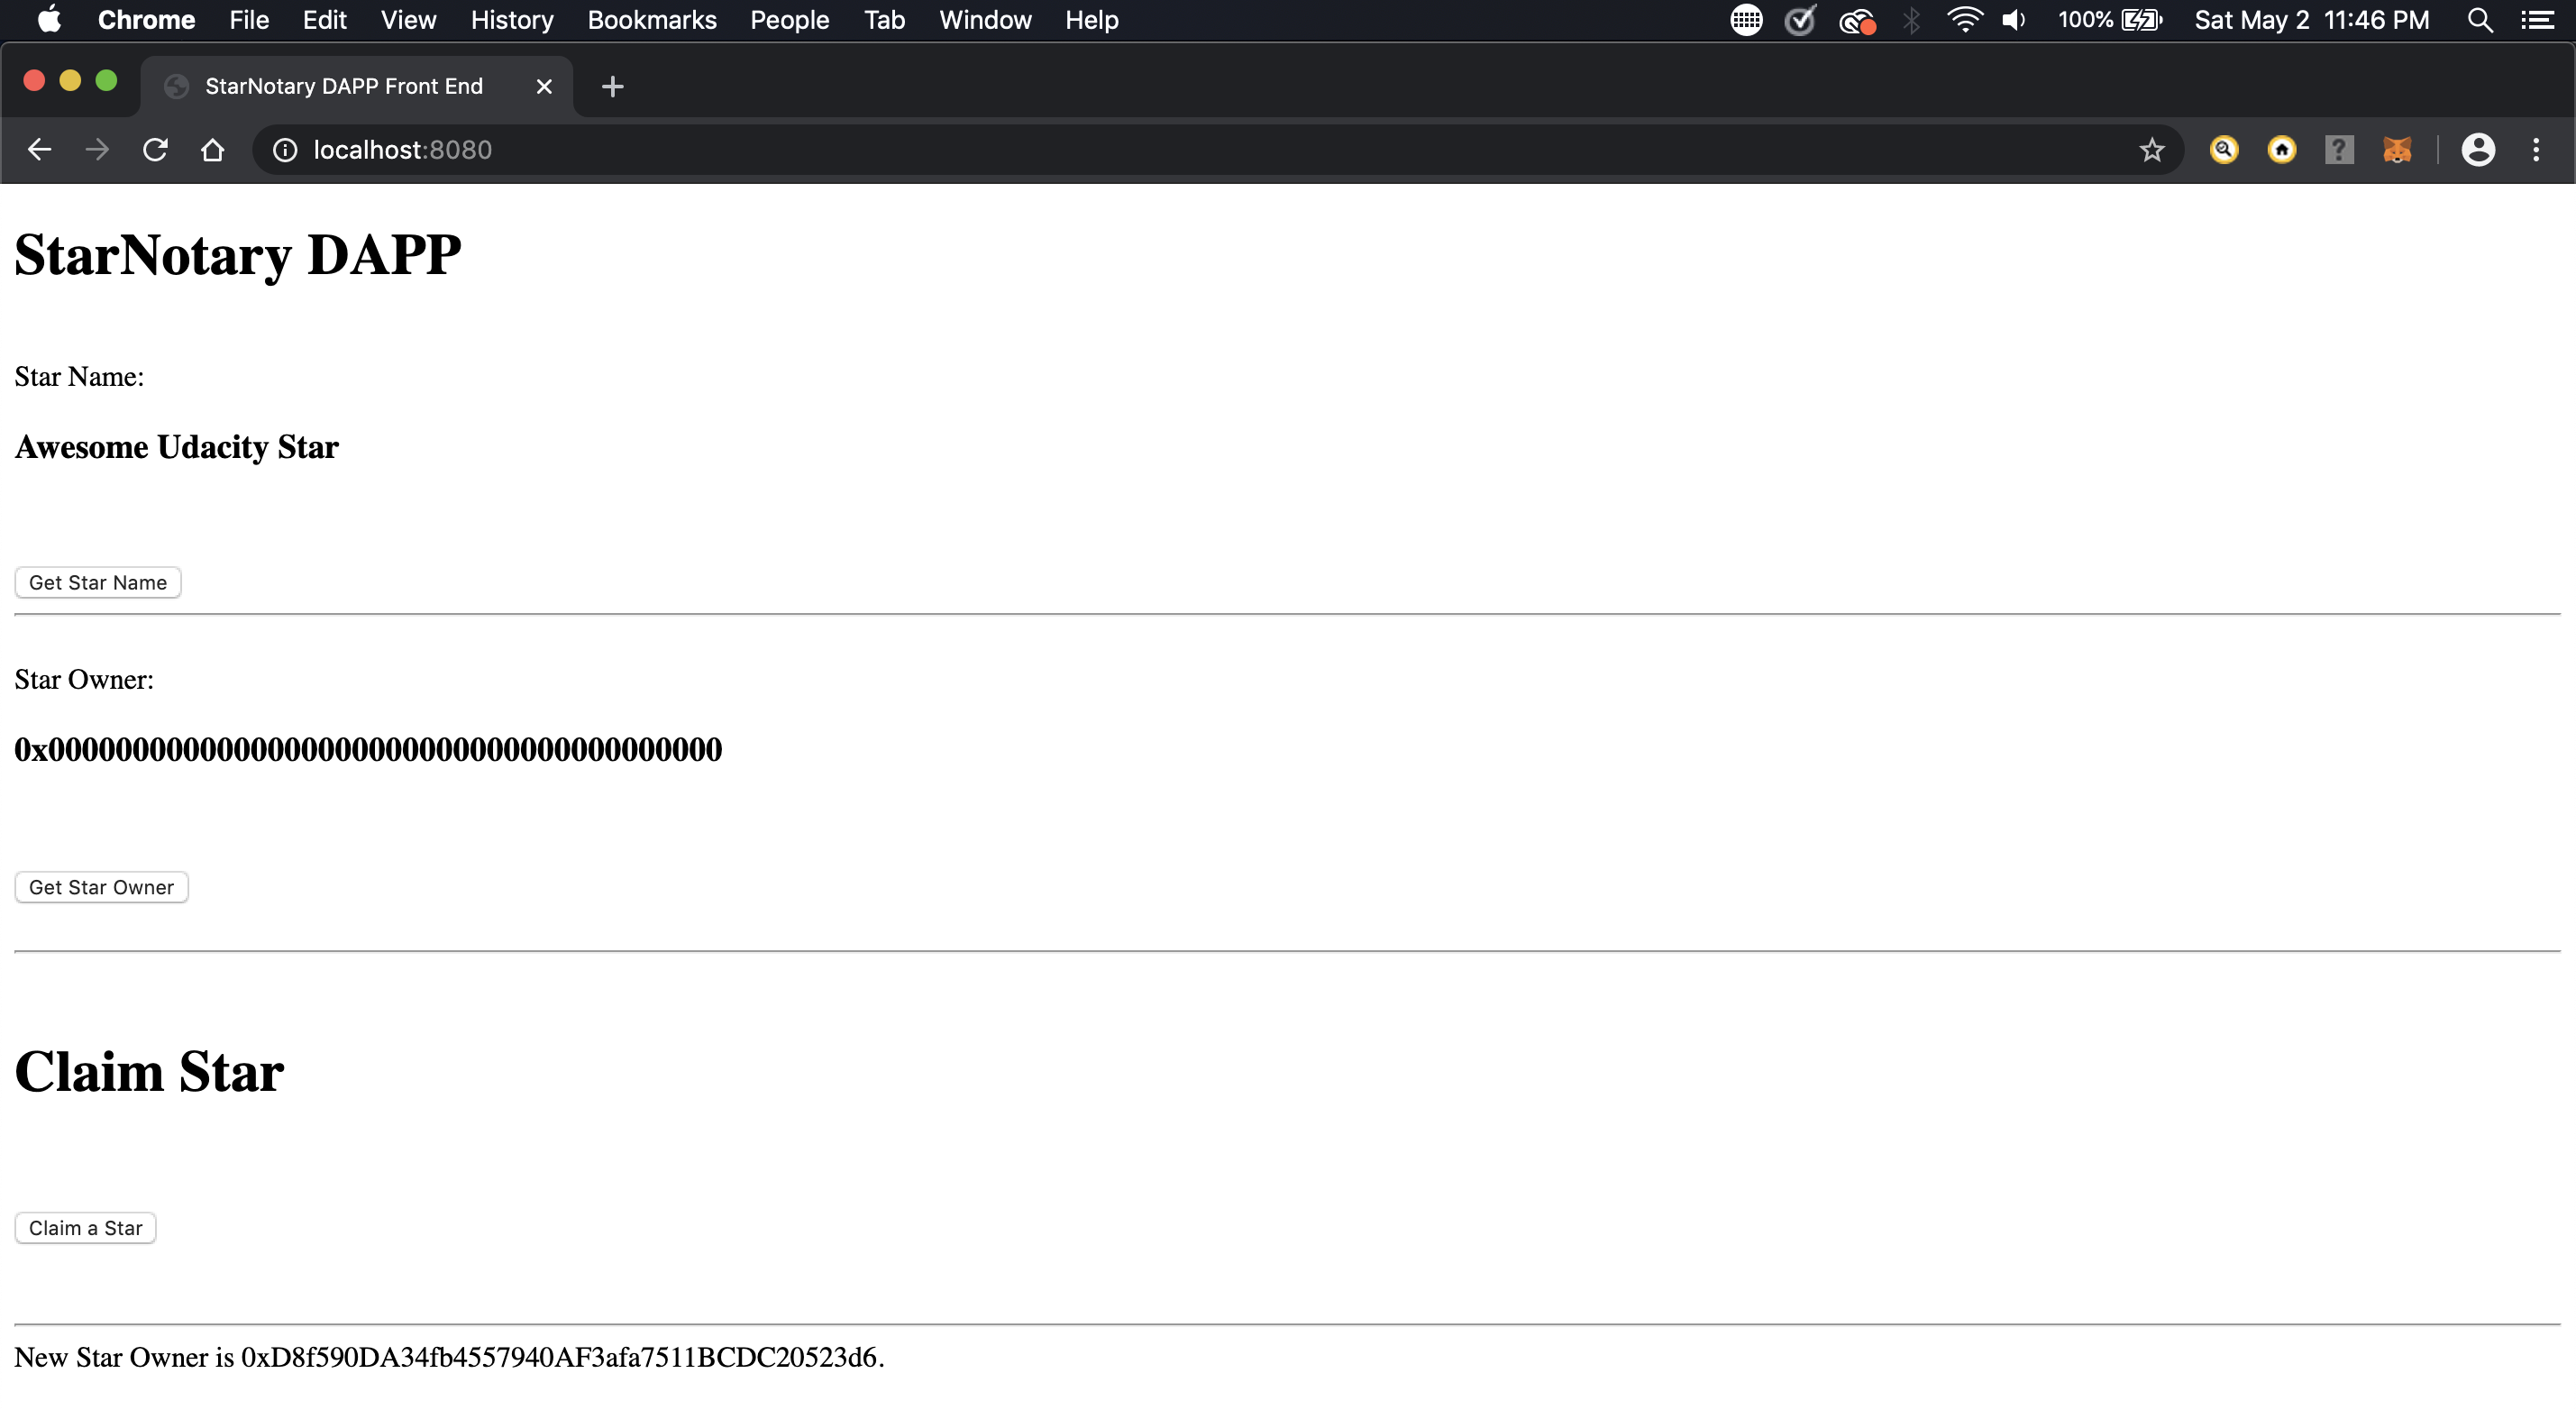 Chrome File Edit View History Bookmarks People Tab Window Help 100% Sat May 2 11:46 PM
StarNotary DAPP Front End
localhost:8080
StarNotary DAPP
Star Name:
Awesome Udacity Star
Get Star Name
Star Owner:
0x0000000000000000000000000000000000000000
Get Star Owner
Claim Star
Claim a Star
New Star Owner is 0xD8f590DA34fb4557940AF3afa7511BCDC20523d6.